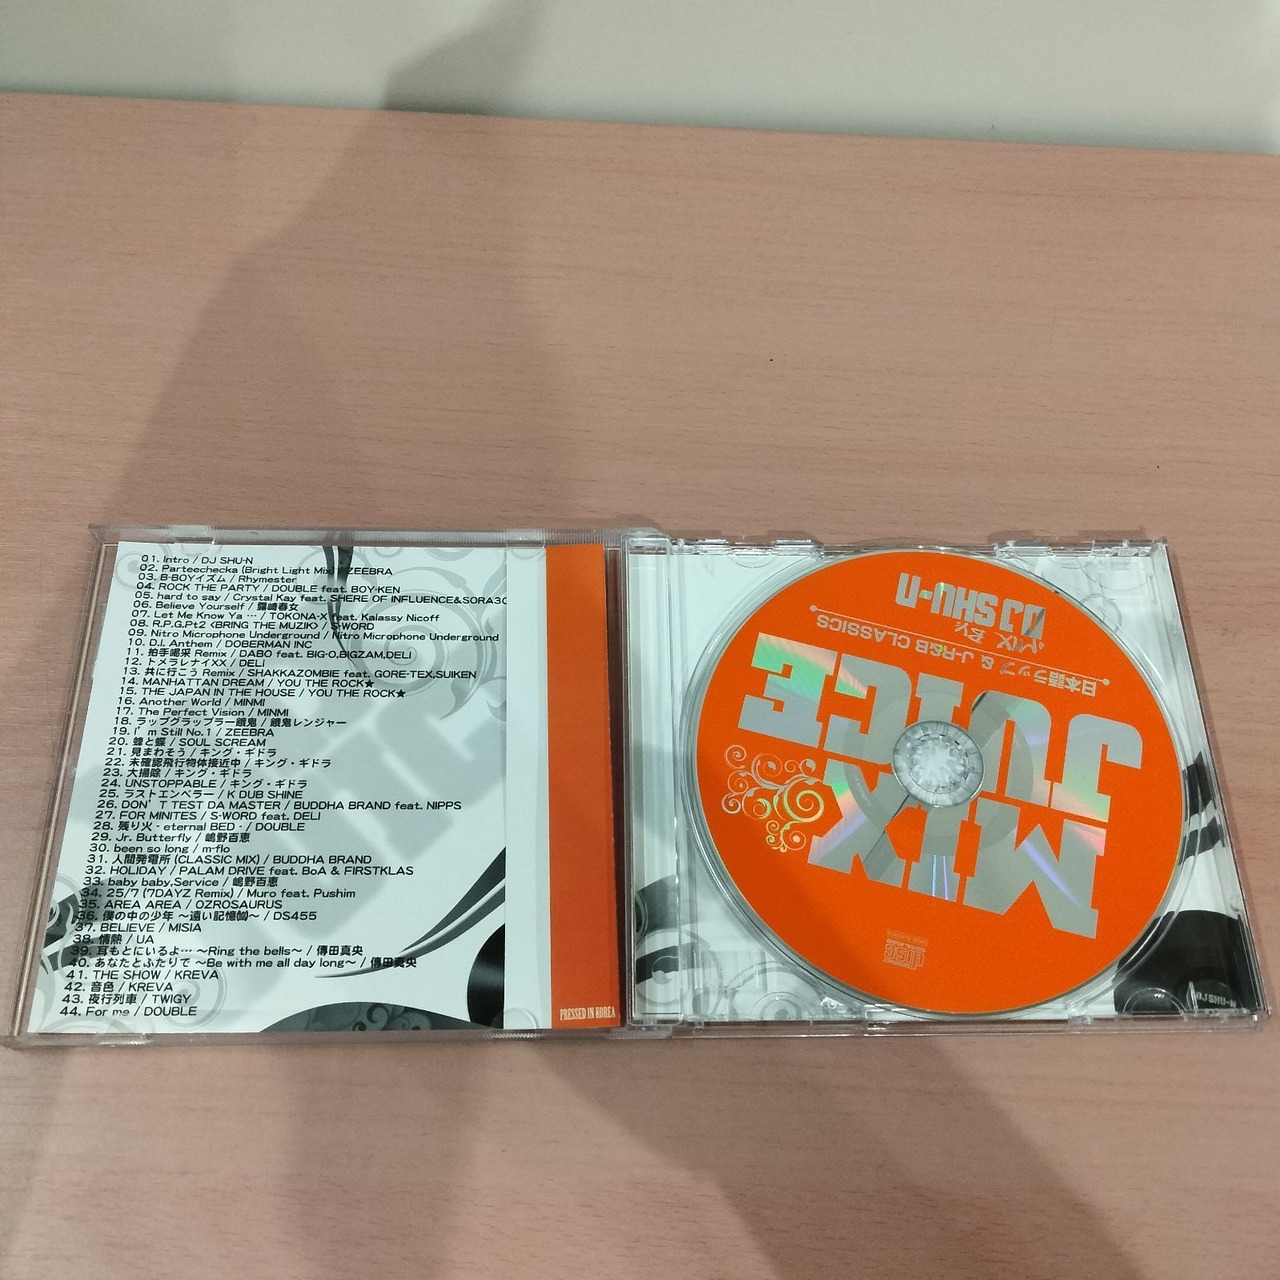 01. Intro / DJ SHU-N
02. Parteechecka (Bright Light Mix) / ZEEBRA
03. B-BOYイズム / Rhymester
04. ROCK THE PARTY / DOUBLE feat. BOY-KEN
05. hard to say / Crystal Kay feat. SHERE OF INFLUENCE&SORA3C
06. Believe Yourself / 露崎春女
07. Let Me Know Ya … / TOKONA-X feat. Kalassy Nicoff
08. R.P.G.Pt2 <BRING THE MUZIK> / S-WORD
09. Nitro Microphone Underground / Nitro Microphone Underground
10. D.L Anthem / DOBERMAN INC
11. 拍手喝采 Remix / DABO feat. BIG-O,BIGZAM,DELI
12. トメラレナイXX / DELI
13. 共に行こう Remix / SHAKKAZOMBIE feat. GORE-TEX,SUIKEN
14. MANHATTAN DREAM / YOU THE ROCK★
15. THE JAPAN IN THE HOUSE / YOU THE ROCK★
16. Another World / MINMI
17. The Perfect Vision / MINMI
18. ラップグラップラー餓鬼 / 餓鬼レンジャー
19. I'm Still No.1 / ZEEBRA
20. 蜂と蝶 / SOUL SCREAM
21. 見まわそう / キング・ギドラ
22. 未確認飛行物体接近中 / キング・ギドラ
23. 大掃除 / キング・ギドラ
24. UNSTOPPABLE / キング・ギドラ
25. ラストエンペラー / K DUB SHINE
26. DON'T TEST DA MASTER / BUDDHA BRAND feat. NIPPS
27. FOR MINITES / S-WORD feat. DELI
28. 残り火・eternal BED・/ DOUBLE
29. Jr. Butterfly / 嶋野百恵
30. been so long / m-flo
31. 人間発電所 (CLASSIC MIX) / BUDDHA BRAND
32. HOLIDAY / PALAM DRIVE feat. BoA & FIRSTKLAS
33. baby baby,Service / 嶋野百恵
34. 25/7 (7DAYZ Remix) / Muro feat. Pushim
35. AREA AREA / OZROSAURUS
36. 僕の中の少年 ～遠い記憶～ / DS455
37. BELIEVE / MISIA
38. 情熱 / UA
39. 耳もとにいるよ… ～Ring the bells～ / 傳田真央
40. あなたとふたりで ～Be with me all day long～ / 傳田真央
41. THE SHOW / KREVA
42. 音色 / KREVA
43. 夜行列車 / TWIGY
44. For me / DOUBLE
PRESSED IN KOREA
MIX
JUICE
日本語ラップ & J-R&B CLASSICS
MIX BY.
DJ SHU-N
disc